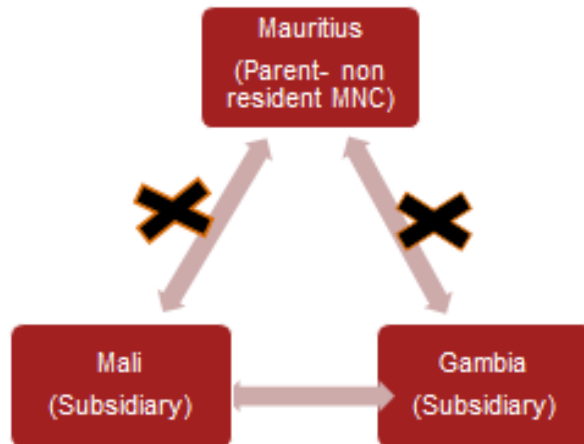 Mauritius
(Parent- non
resident MNC)
Mali
(Subsidiary)
Gambia
(Subsidiary)